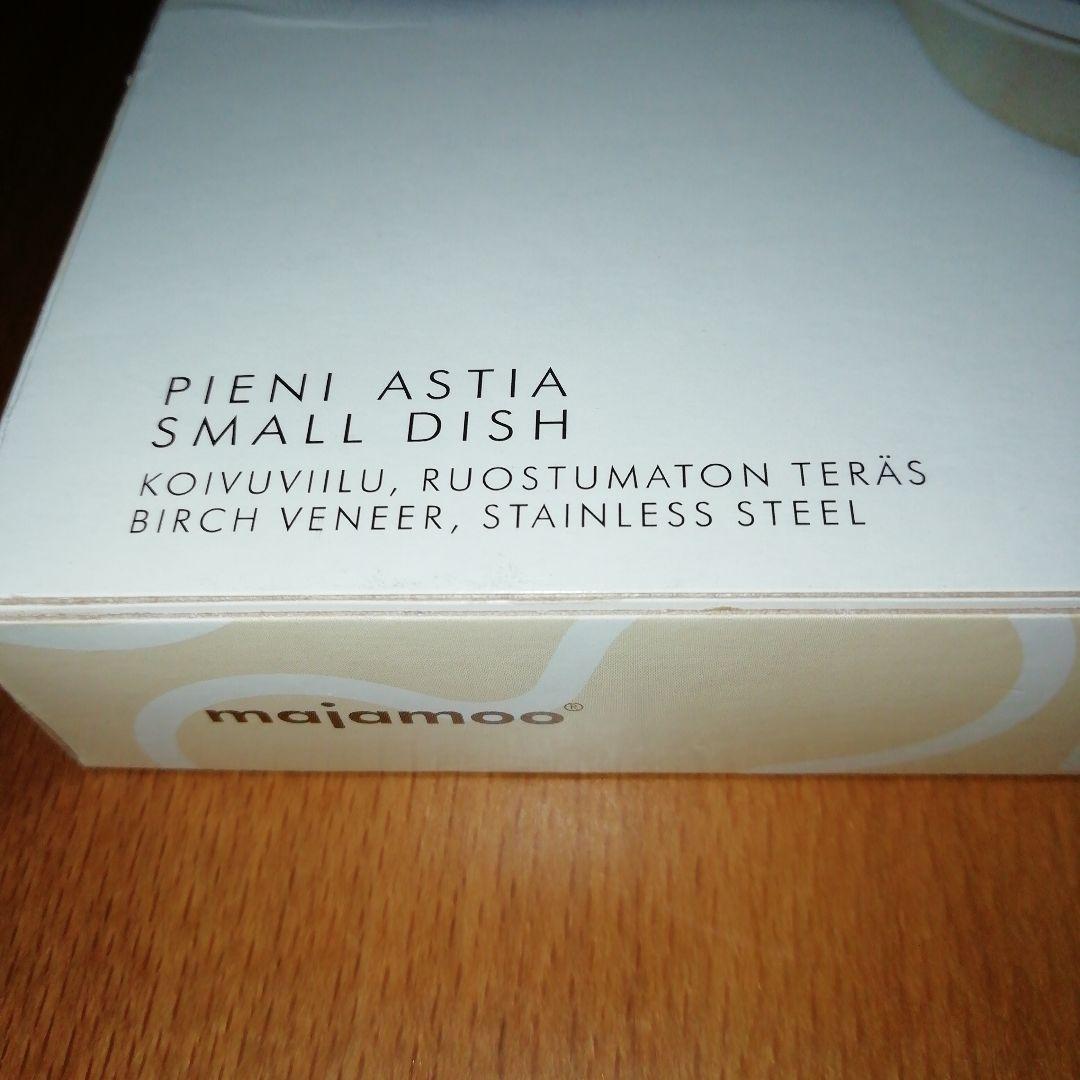 PIENI ASTIA
SMALL DISH
KOIVUVIILU, RUOSTUMATON TERÄS
BIRCH VENEER, STAINLESS STEEL
majamoo®